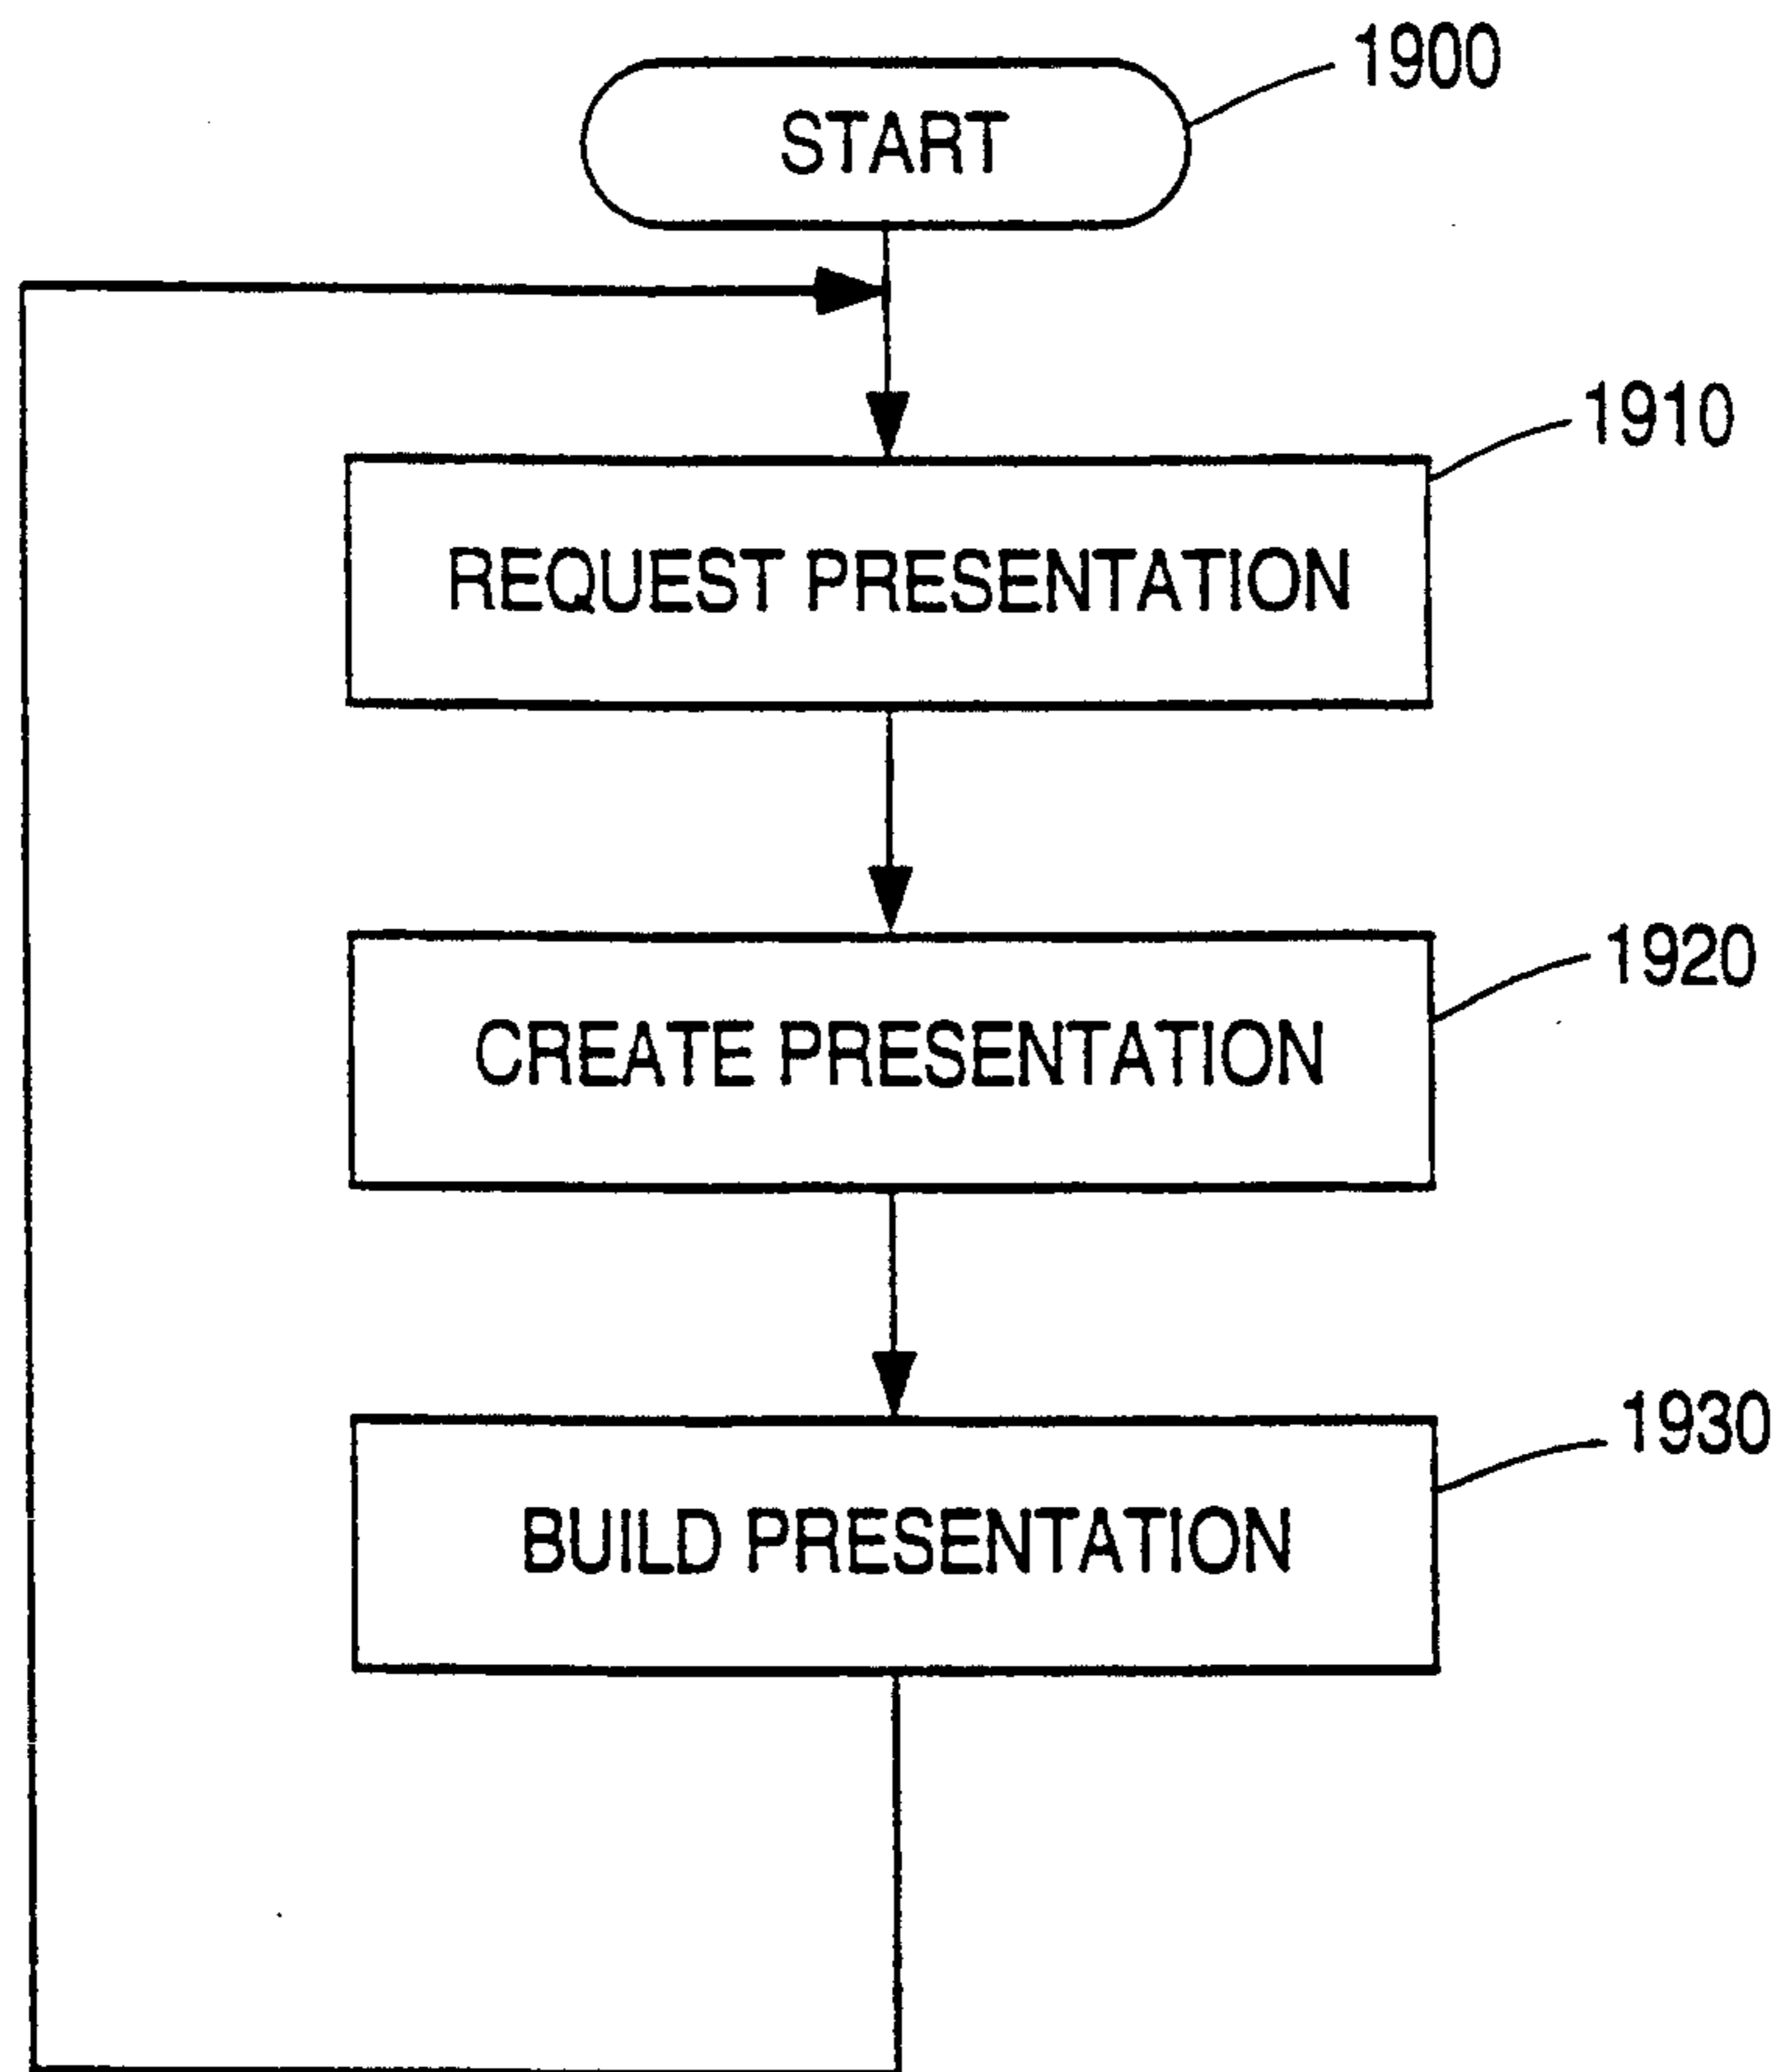 1900
START
1910
REQUEST PRESENTATION
1920
CREATE PRESENTATION
1930
BUILD PRESENTATION